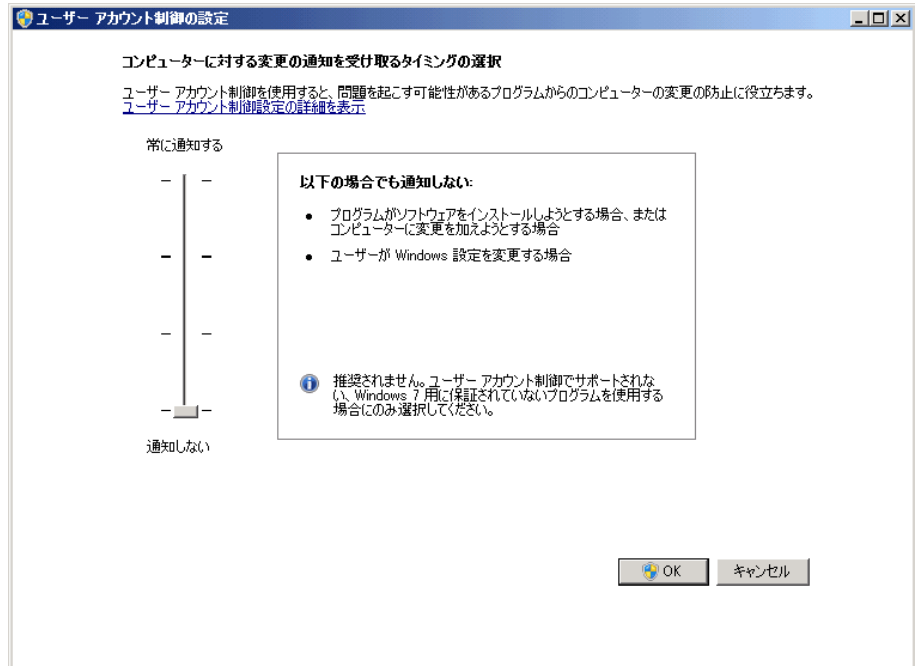 ユーザー アカウント制御の設定
コンピューターに対する変更の通知を受け取るタイミングの選択
ユーザー アカウント制御を使用すると、問題を起こす可能性があるプログラムからのコンピューターの変更の防止に役立ちます。
ユーザー アカウント制御設定の詳細を表示
常に通知する
以下の場合でも通知しない:
● プログラムがソフトウェアをインストールしようとする場合、または
コンピューターに変更を加えようとする場合
● ユーザーが Windows 設定を変更する場合
推奨されません。ユーザー アカウント制御でサポートされな
い、Windows 7 用に保証されていないプログラムを使用する
場合にのみ選択してください。
通知しない
OK キャンセル